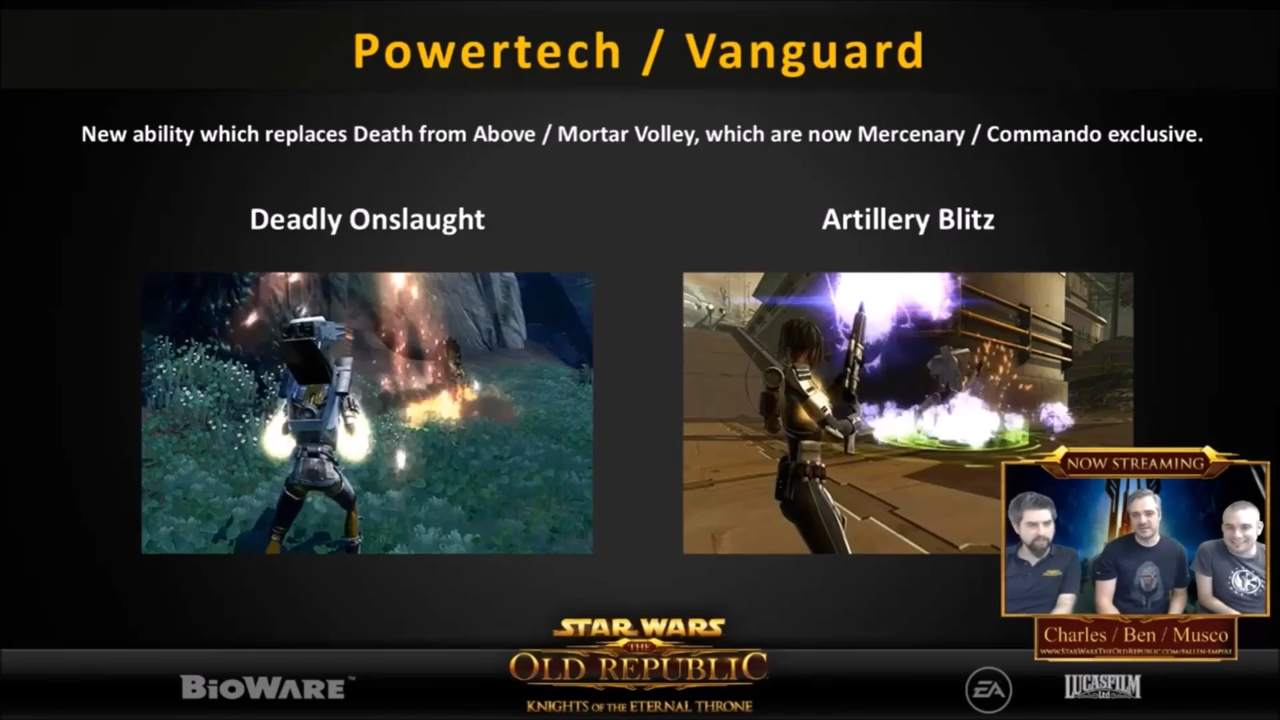 Powertech / Vanguard
New ability which replaces Death from Above / Mortar Volley, which are now Mercenary / Commando exclusive.
Deadly Onslaught
Artillery Blitz
NOW STREAMING
Charles / Ben / Musco
www.StarWarsTheOldRepublic.com/fallen-empire
STAR WARS
THE
OLD REPUBLIC
KNIGHTS OF THE ETERNAL THRONE
BIOWARE™
EA
LUCASFILM
Ltd